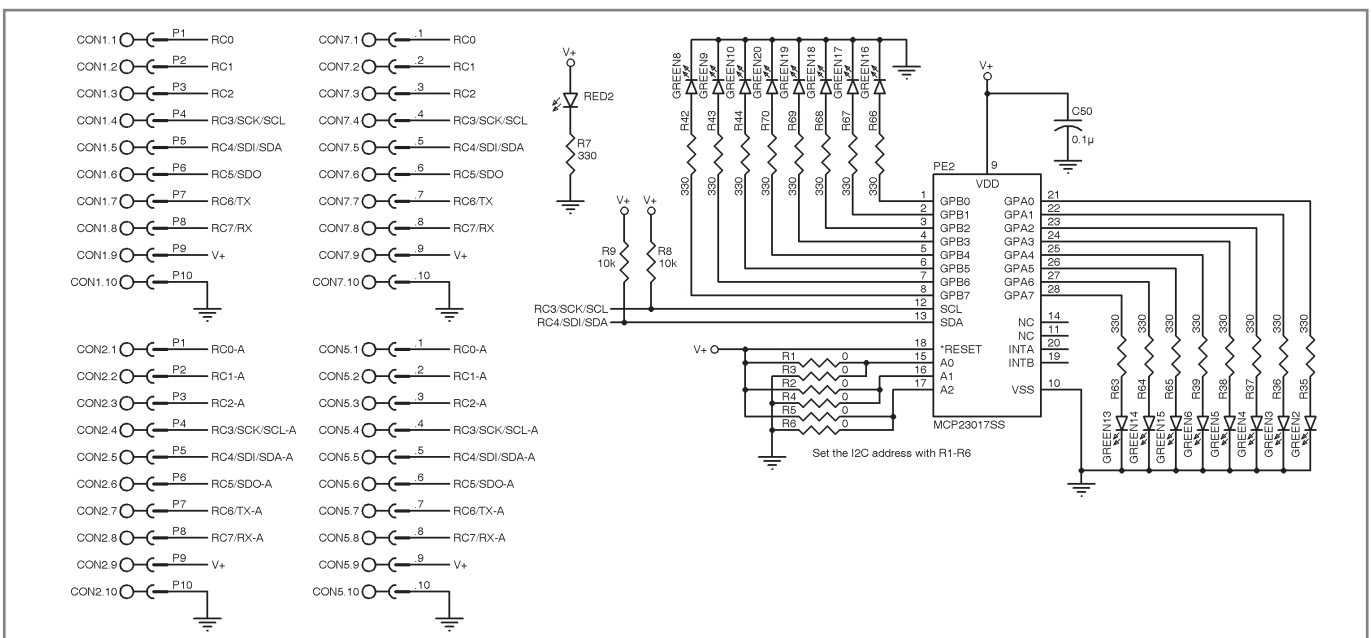 CON1.1 P1 RC0
CON1.2 P2 RC1
CON1.3 P3 RC2
CON1.4 P4 RC3/SCK/SCL
CON1.5 P5 RC4/SDI/SDA
CON1.6 P6 RC5/SDO
CON1.7 P7 RC6/TX
CON1.8 P8 RC7/RX
CON1.9 P9 V+
CON1.10 P10
CON7.1 .1 RC0
CON7.2 .2 RC1
CON7.3 .3 RC2
CON7.4 .4 RC3/SCK/SCL
CON7.5 .5 RC4/SDI/SDA
CON7.6 .6 RC5/SDO
CON7.7 .7 RC6/TX
CON7.8 .8 RC7/RX
CON7.9 .9 V+
CON7.10 .10
CON2.1 P1 RC0-A
CON2.2 P2 RC1-A
CON2.3 P3 RC2-A
CON2.4 P4 RC3/SCK/SCL-A
CON2.5 P5 RC4/SDI/SDA-A
CON2.6 P6 RC5/SDO-A
CON2.7 P7 RC6/TX-A
CON2.8 P8 RC7/RX-A
CON2.9 P9 V+
CON2.10 P10
CON5.1 .1 RC0-A
CON5.2 .2 RC1-A
CON5.3 .3 RC2-A
CON5.4 .4 RC3/SCK/SCL-A
CON5.5 .5 RC4/SDI/SDA-A
CON5.6 .6 RC5/SDO-A
CON5.7 .7 RC6/TX-A
CON5.8 .8 RC7/RX-A
CON5.9 .9 V+
CON5.10 .10
V+
RED2
R7
330
GREEN8 GREEN9 GREEN10 GREEN20 GREEN19 GREEN18 GREEN17 GREEN16
R42 R43 R44 R70 R69 R68 R67 R66
330 330 330 330 330 330 330 330
V+ V+
R9 R8
10k 10k
RC3/SCK/SCL
RC4/SDI/SDA
V+
C50
0.1µ
PE2
9
VDD
1 GPB0 GPA0 21
2 GPB1 GPA1 22
3 GPB2 GPA2 23
4 GPB3 GPA3 24
5 GPB4 GPA4 25
6 GPB5 GPA5 26
7 GPB6 GPA6 27
8 GPB7 GPA7 28
12 SCL
13 SDA NC 14
NC 11
18 *RESET INTA 20
15 A0 INTB 19
16 A1
17 A2 VSS 10
MCP23017SS
V+
R1 0
R3 0
R2 0
R4 0
R5 0
R6 0
Set the I2C address with R1-R6
330 330 330 330 330 330 330 330
R63 R64 R65 R39 R38 R37 R36 R35
GREEN13 GREEN14 GREEN15 GREEN6 GREEN5 GREEN4 GREEN3 GREEN2